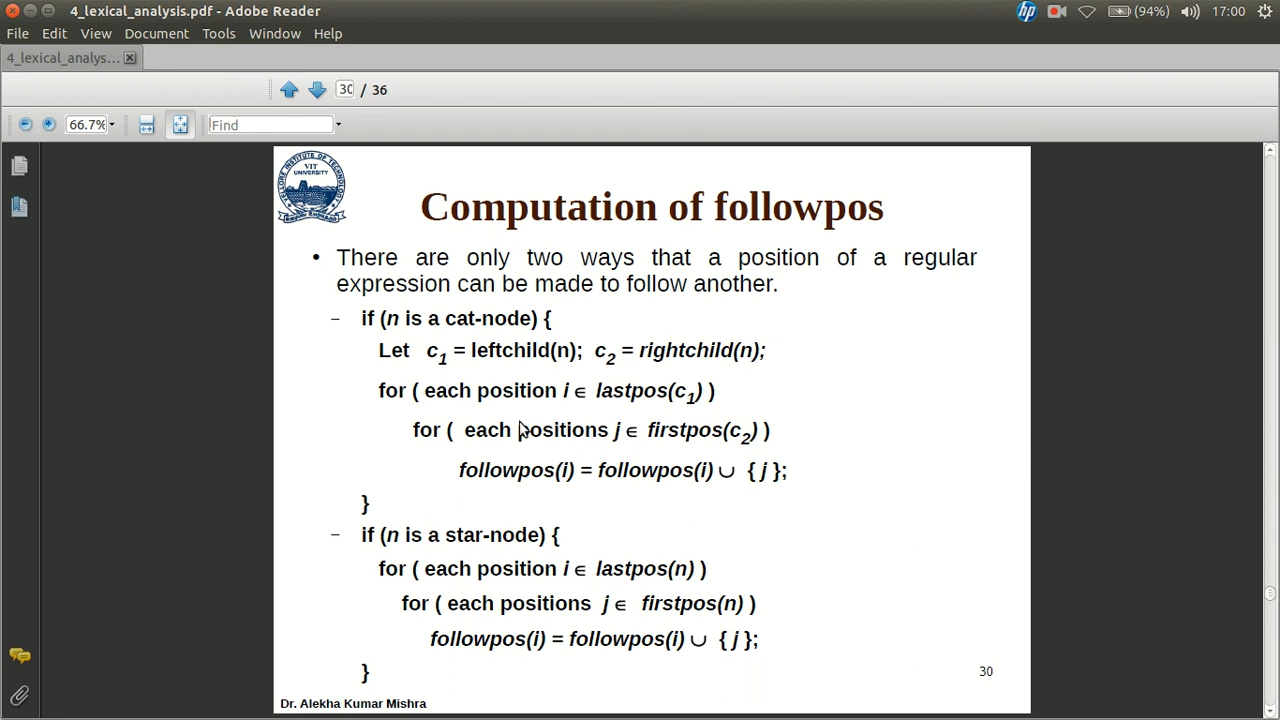 4_lexical_analysis.pdf - Adobe Reader
(94%) 17:00
File Edit View Document Tools Window Help
4_lexical_analys...
30 / 36
66.7% Find
VIT
UNIVERSITY
Computation of followpos
• There are only two ways that a position of a regular
expression can be made to follow another.
– if (n is a cat-node) {
Let c1 = leftchild(n); c2 = rightchild(n);
for ( each position i ∈ lastpos(c1) )
for ( each positions j ∈ firstpos(c2) )
followpos(i) = followpos(i) ∪ { j };
}
– if (n is a star-node) {
for ( each position i ∈ lastpos(n) )
for ( each positions j ∈ firstpos(n) )
followpos(i) = followpos(i) ∪ { j };
}
30
Dr. Alekha Kumar Mishra